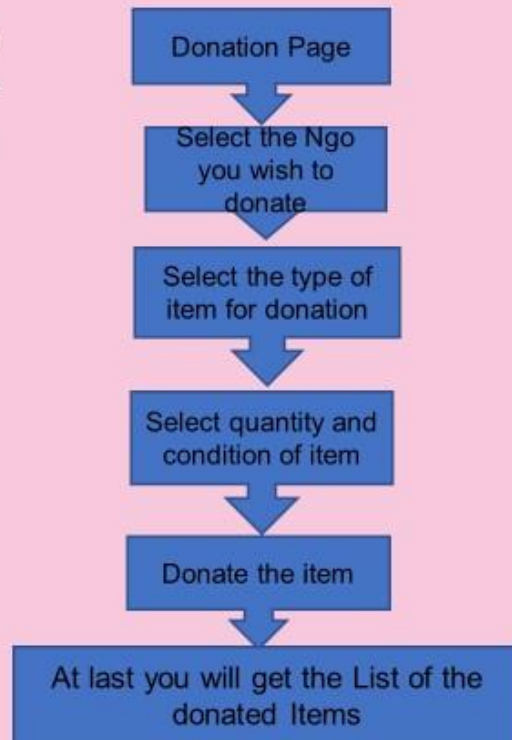 Donation Page
Select the Ngo
you wish to
donate
Select the type of
item for donation
Select quantity and
condition of item
Donate the item
At last you will get the List of the
donated Items